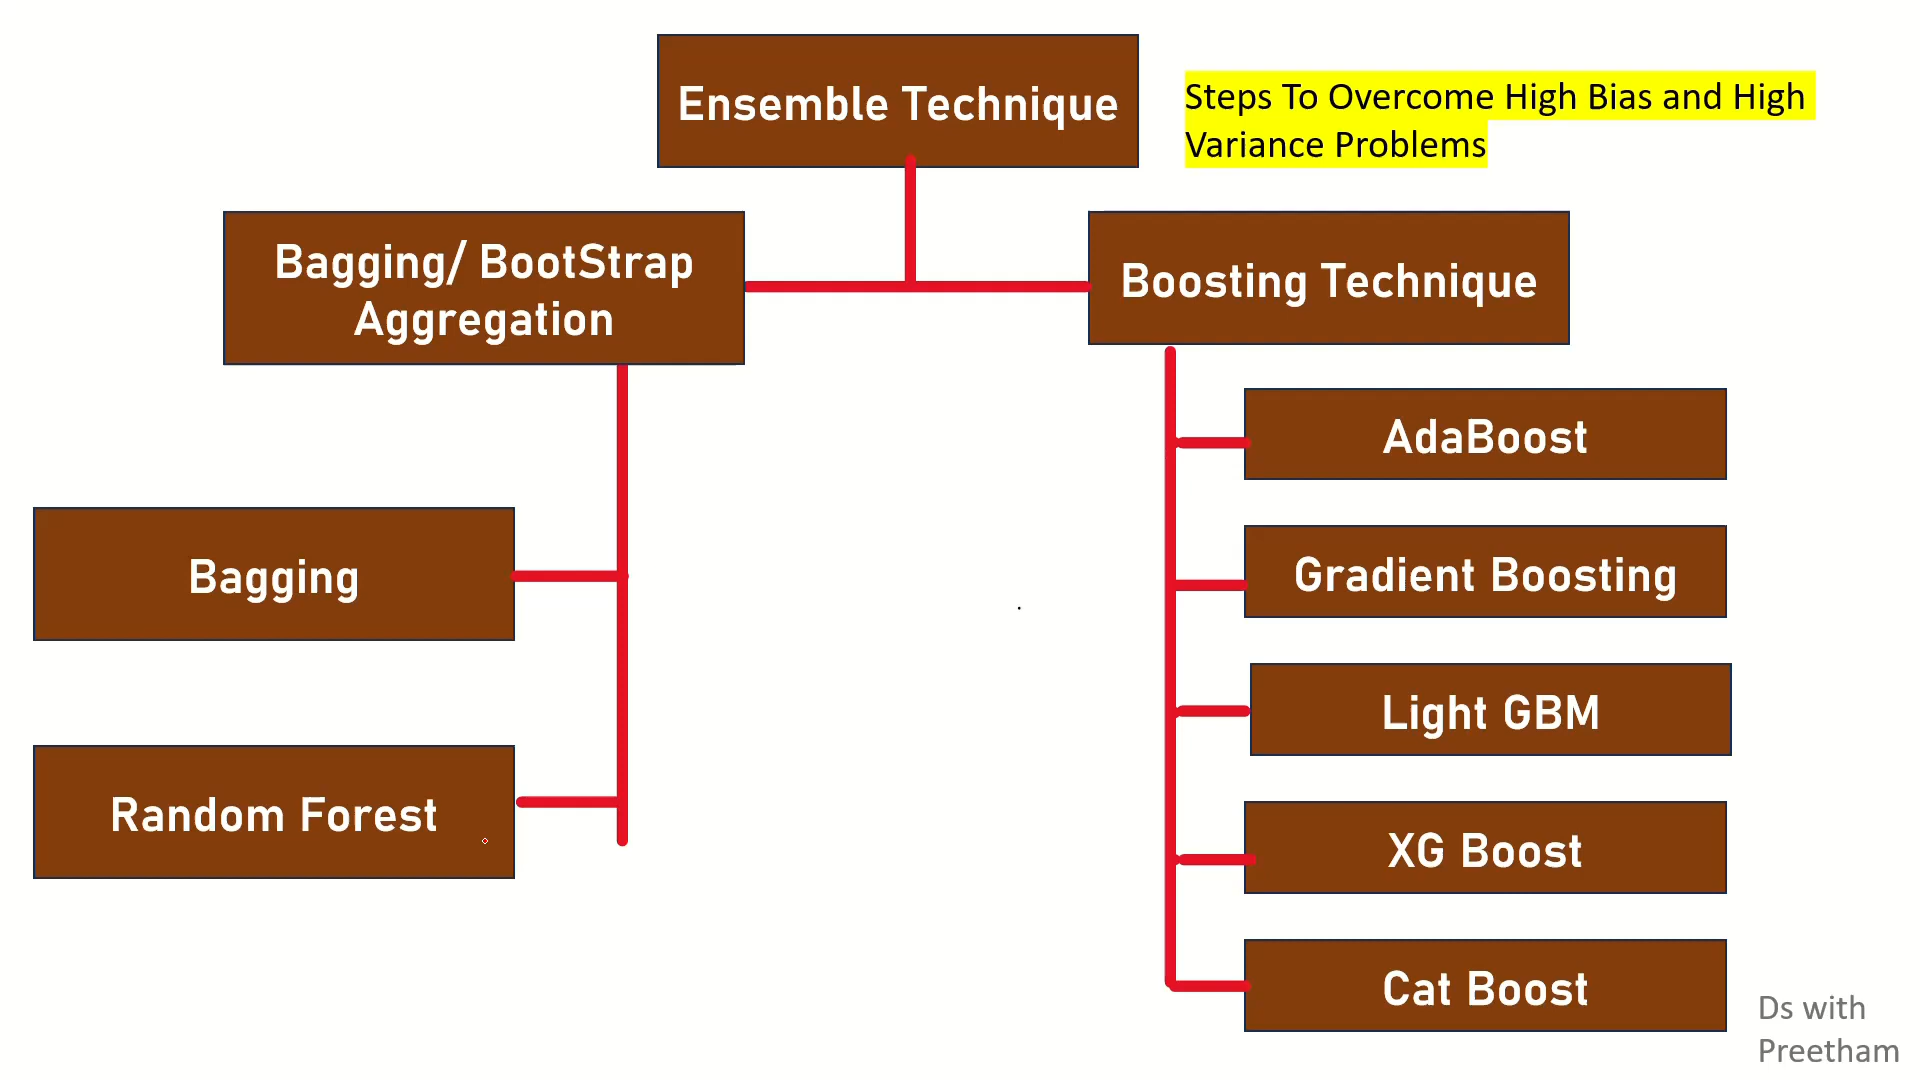 Ensemble Technique
Steps To Overcome High Bias and High
Variance Problems
Bagging/ BootStrap
Aggregation
Boosting Technique
AdaBoost
Bagging
Gradient Boosting
Light GBM
Random Forest
XG Boost
Cat Boost
Ds with
Preetham